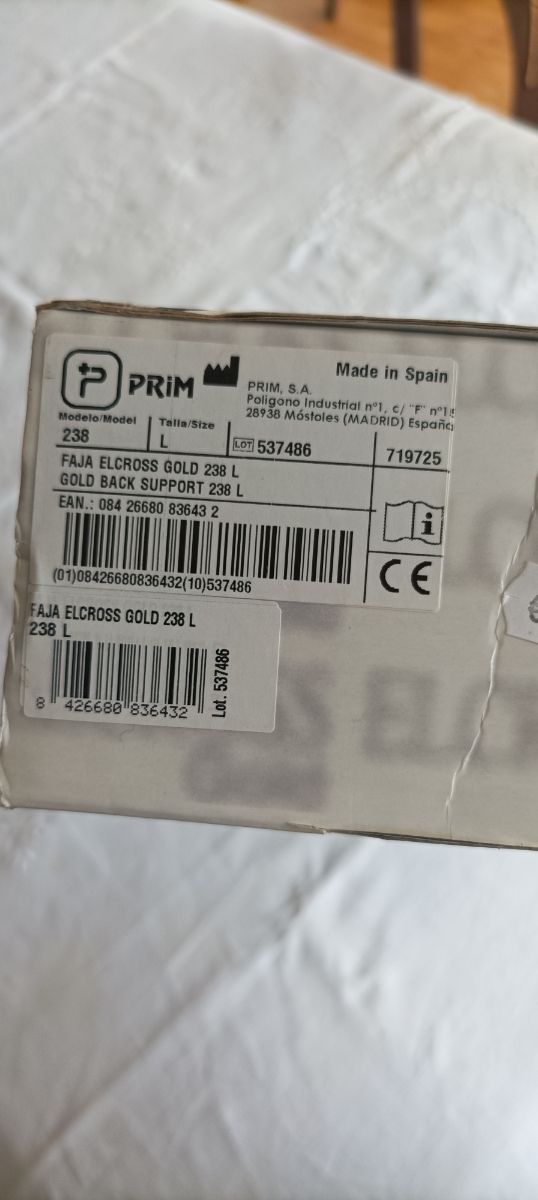 PRiM
Made in Spain
PRIM, S.A.
Poligono Industrial nº1, c/ "F" nº15
28938 Móstoles (MADRID) España
Modelo/Model
238
Talla/Size
L
LOT 537486
719725
FAJA ELCROSS GOLD 238 L
GOLD BACK SUPPORT 238 L
EAN.: 084 26680 83643 2
(01)08426680836432(10)537486
CE
FAJA ELCROSS GOLD 238 L
238 L
8 426680 836432
Lot. 537486